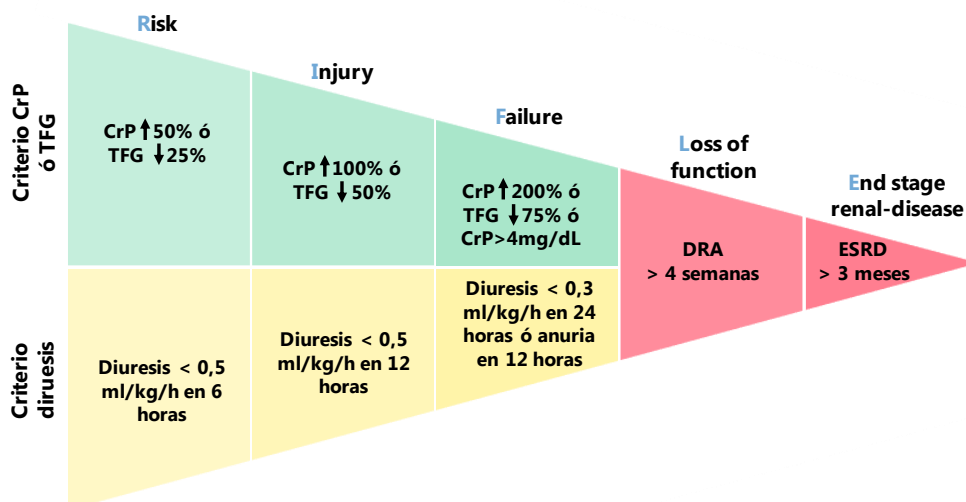 Risk
Injury
Failure
Loss of
function
End stage
renal-disease
Criterio CrP
ó TFG
CrP ↑ 50% ó
TFG ↓ 25%
CrP ↑ 100% ó
TFG ↓ 50%
CrP ↑ 200% ó
TFG ↓ 75% ó
CrP>4mg/dL
DRA
> 4 semanas
ESRD
> 3 meses
Criterio
diruesis
Diuresis < 0,5
ml/kg/h en 6
horas
Diuresis < 0,5
ml/kg/h en 12
horas
Diuresis < 0,3
ml/kg/h en 24
horas ó anuria
en 12 horas